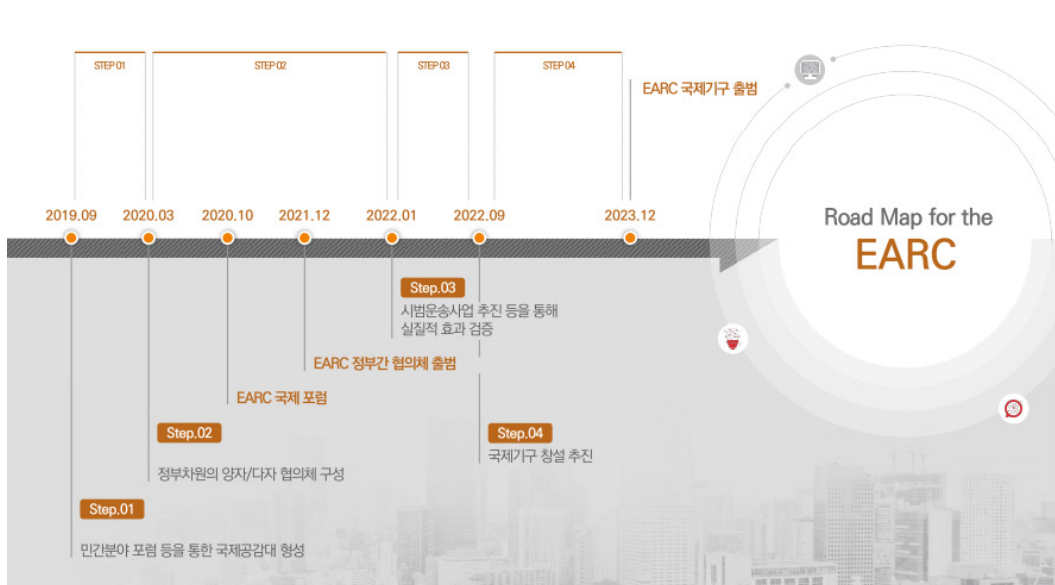 STEP 01
STEP 02
STEP 03
STEP 04
EARC 국제기구 출범
2019.09
2020.03
2020.10
2021.12
2022.01
2022.09
2023.12
Road Map for the
EARC
Step.03
시범운송사업 추진 등을 통해
실질적 효과 검증
EARC 정부간 협의체 출범
EARC 국제 포럼
Step.02
정부차원의 양자/다자 협의체 구성
Step.04
국제기구 창설 추진
Step.01
민간분야 포럼 등을 통한 국제공감대 형성